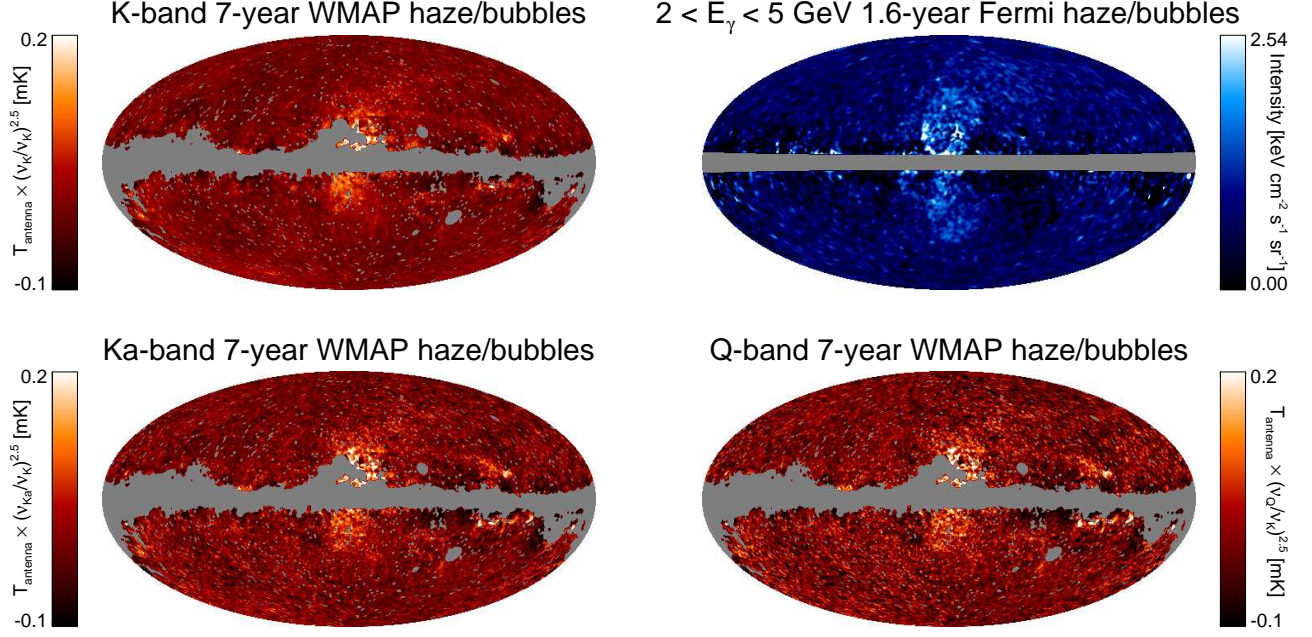 K-band 7-year WMAP haze/bubbles
0.2
T_antenna × (ν_K/ν_K)^2.5 [mK]
-0.1
2 < E_γ < 5 GeV 1.6-year Fermi haze/bubbles
2.54
Intensity [keV cm^-2 s^-1 sr^-1]
0.00
Ka-band 7-year WMAP haze/bubbles
0.2
T_antenna × (ν_Ka/ν_K)^2.5 [mK]
-0.1
Q-band 7-year WMAP haze/bubbles
0.2
T_antenna × (ν_Q/ν_K)^2.5 [mK]
-0.1